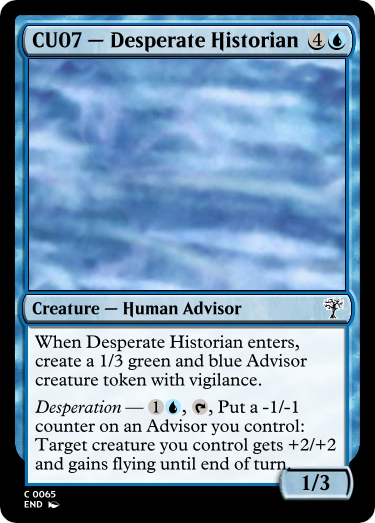 CU07 — Desperate Historian 4
Creature — Human Advisor
When Desperate Historian enters,
create a 1/3 green and blue Advisor
creature token with vigilance.
Desperation — 1, , Put a -1/-1
counter on an Advisor you control:
Target creature you control gets +2/+2
and gains flying until end of turn.
1/3
C 0065
END